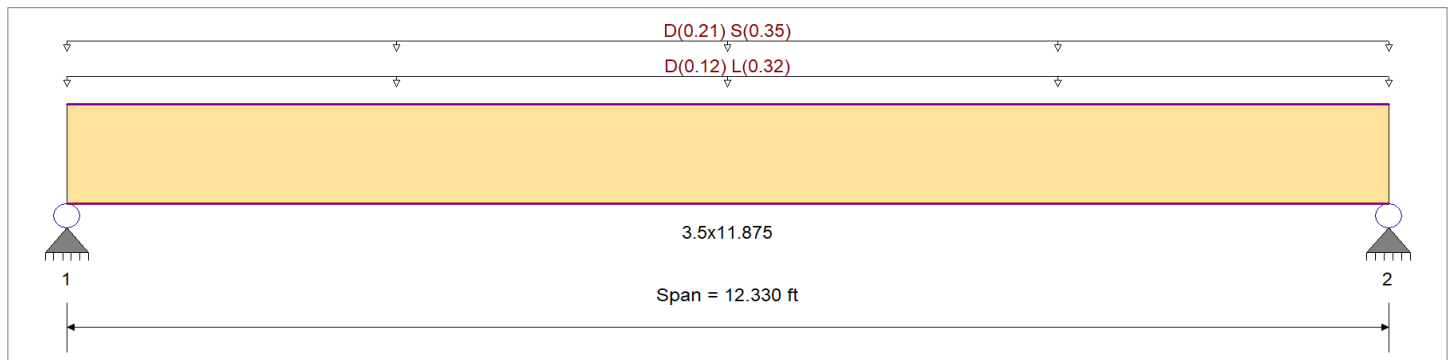 D(0.21) S(0.35)
D(0.12) L(0.32)
3.5x11.875
1
2
Span = 12.330 ft